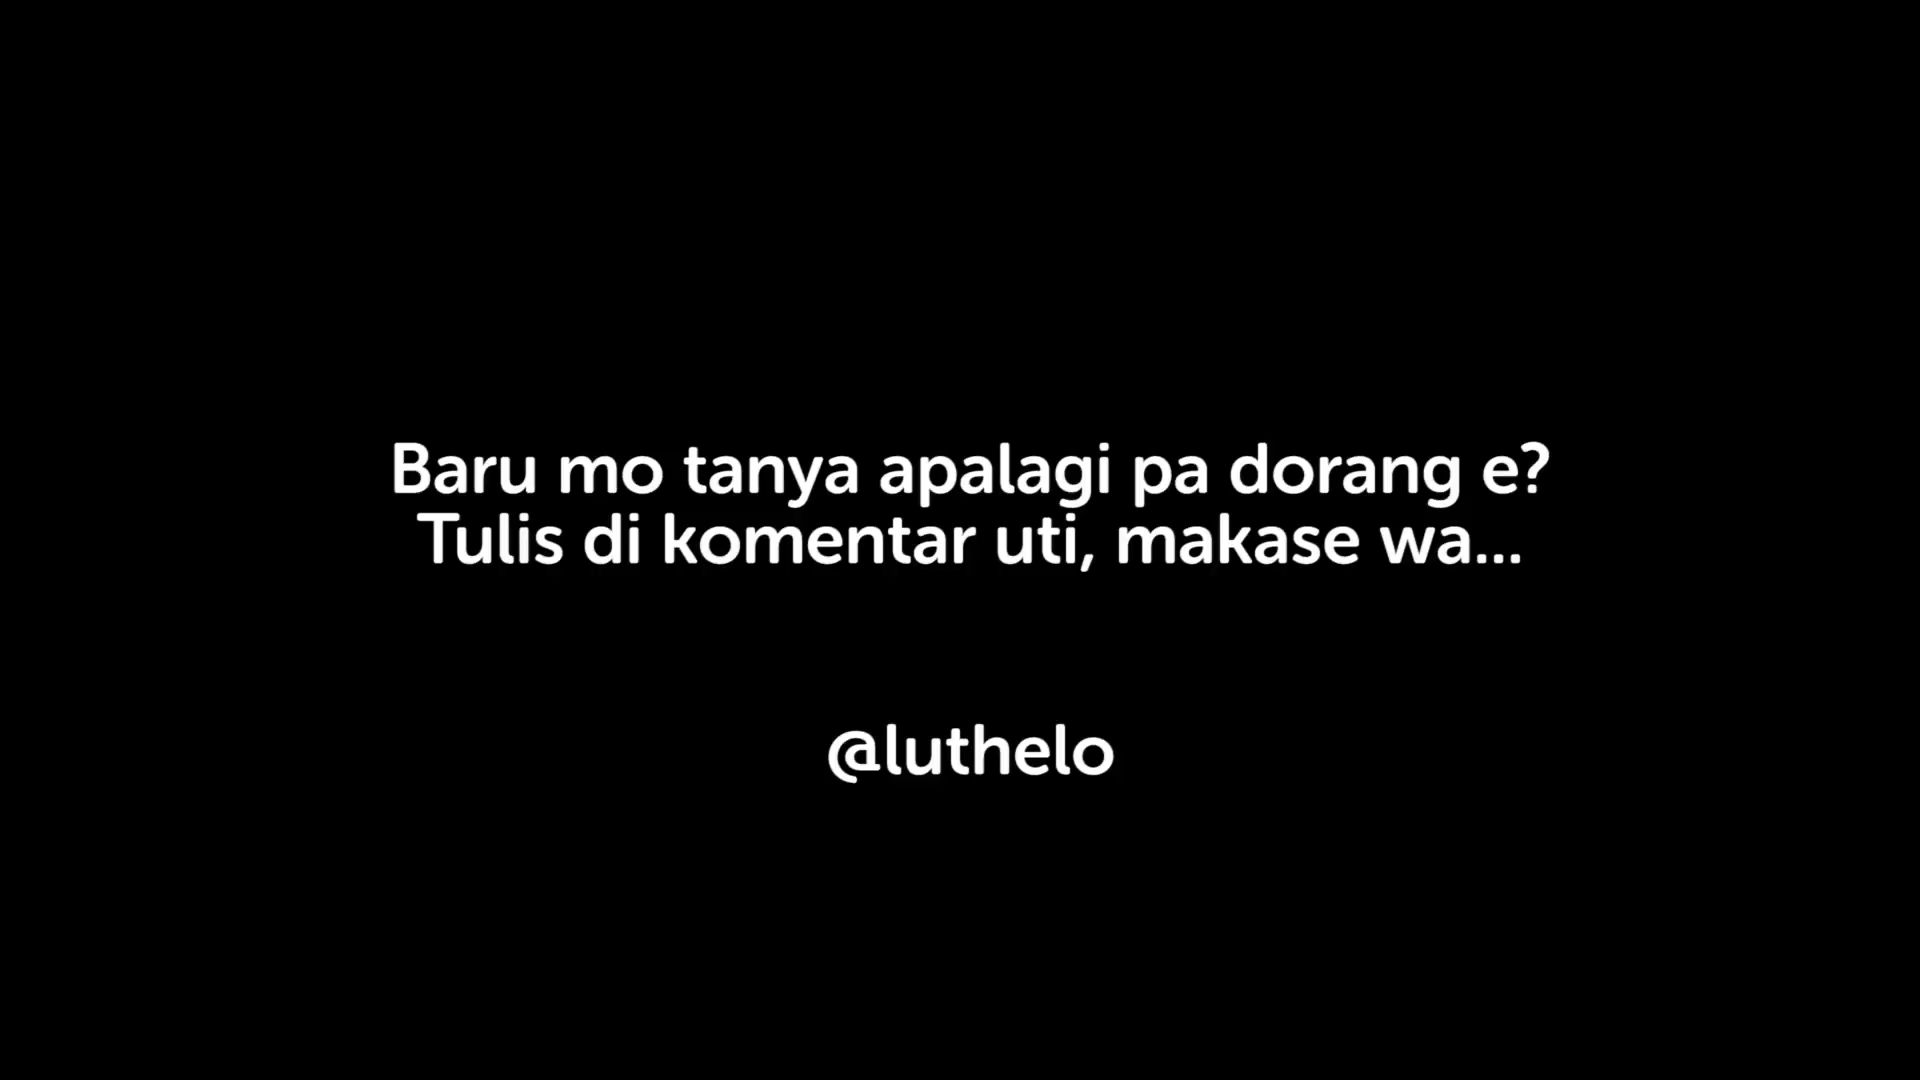 Baru mo tanya apalagi pa dorang e?
Tulis di komentar uti, makase wa...
@luthelo